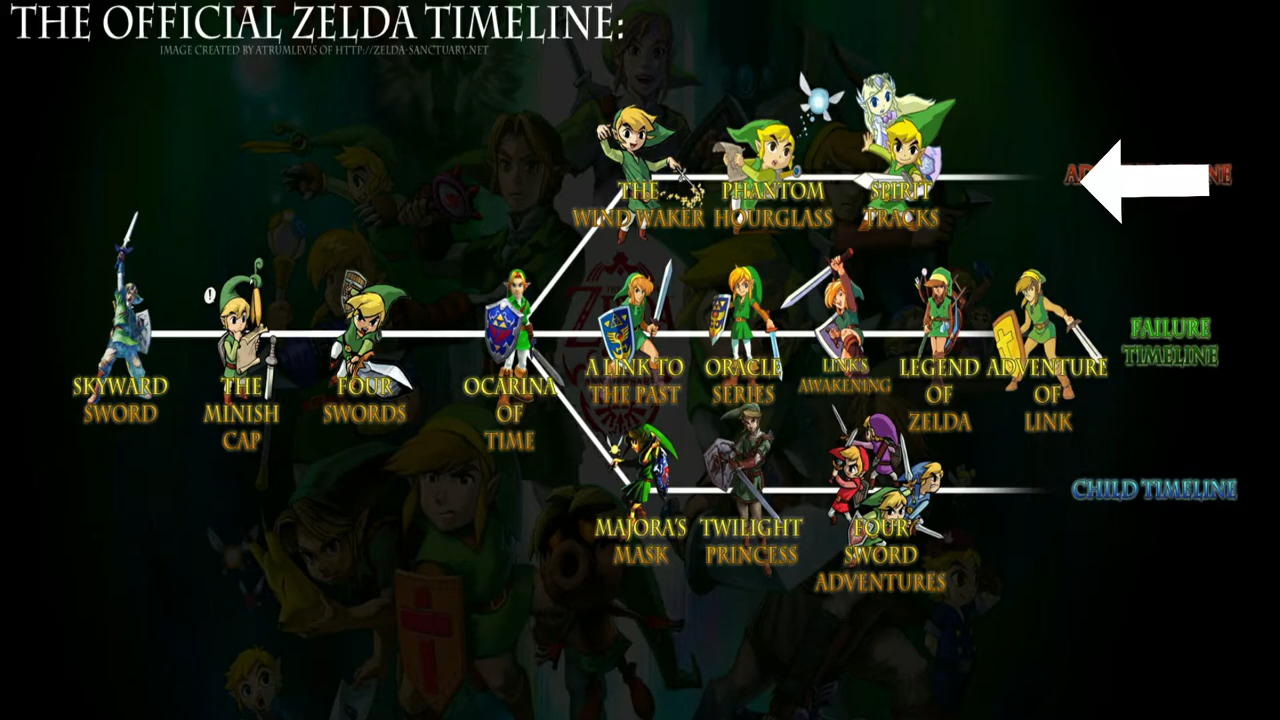 THE OFFICIAL ZELDA TIMELINE:
IMAGE CREATED BY ATRUMLEVIS OF HTTP://ZELDA-SANCTUARY.NET
THE
WIND WAKER
PHANTOM
HOURGLASS
SPIRIT
TRACKS
SKYWARD
SWORD
THE
MINISH
CAP
FOUR
SWORDS
OCARINA
OF
TIME
A LINK TO
THE PAST
ORACLE
SERIES
LINK'S
AWAKENING
LEGEND
OF
ZELDA
ADVENTURE
OF
LINK
FAILURE
TIMELINE
MAJORA'S
MASK
TWILIGHT
PRINCESS
FOUR
SWORD
ADVENTURES
CHILD TIMELINE